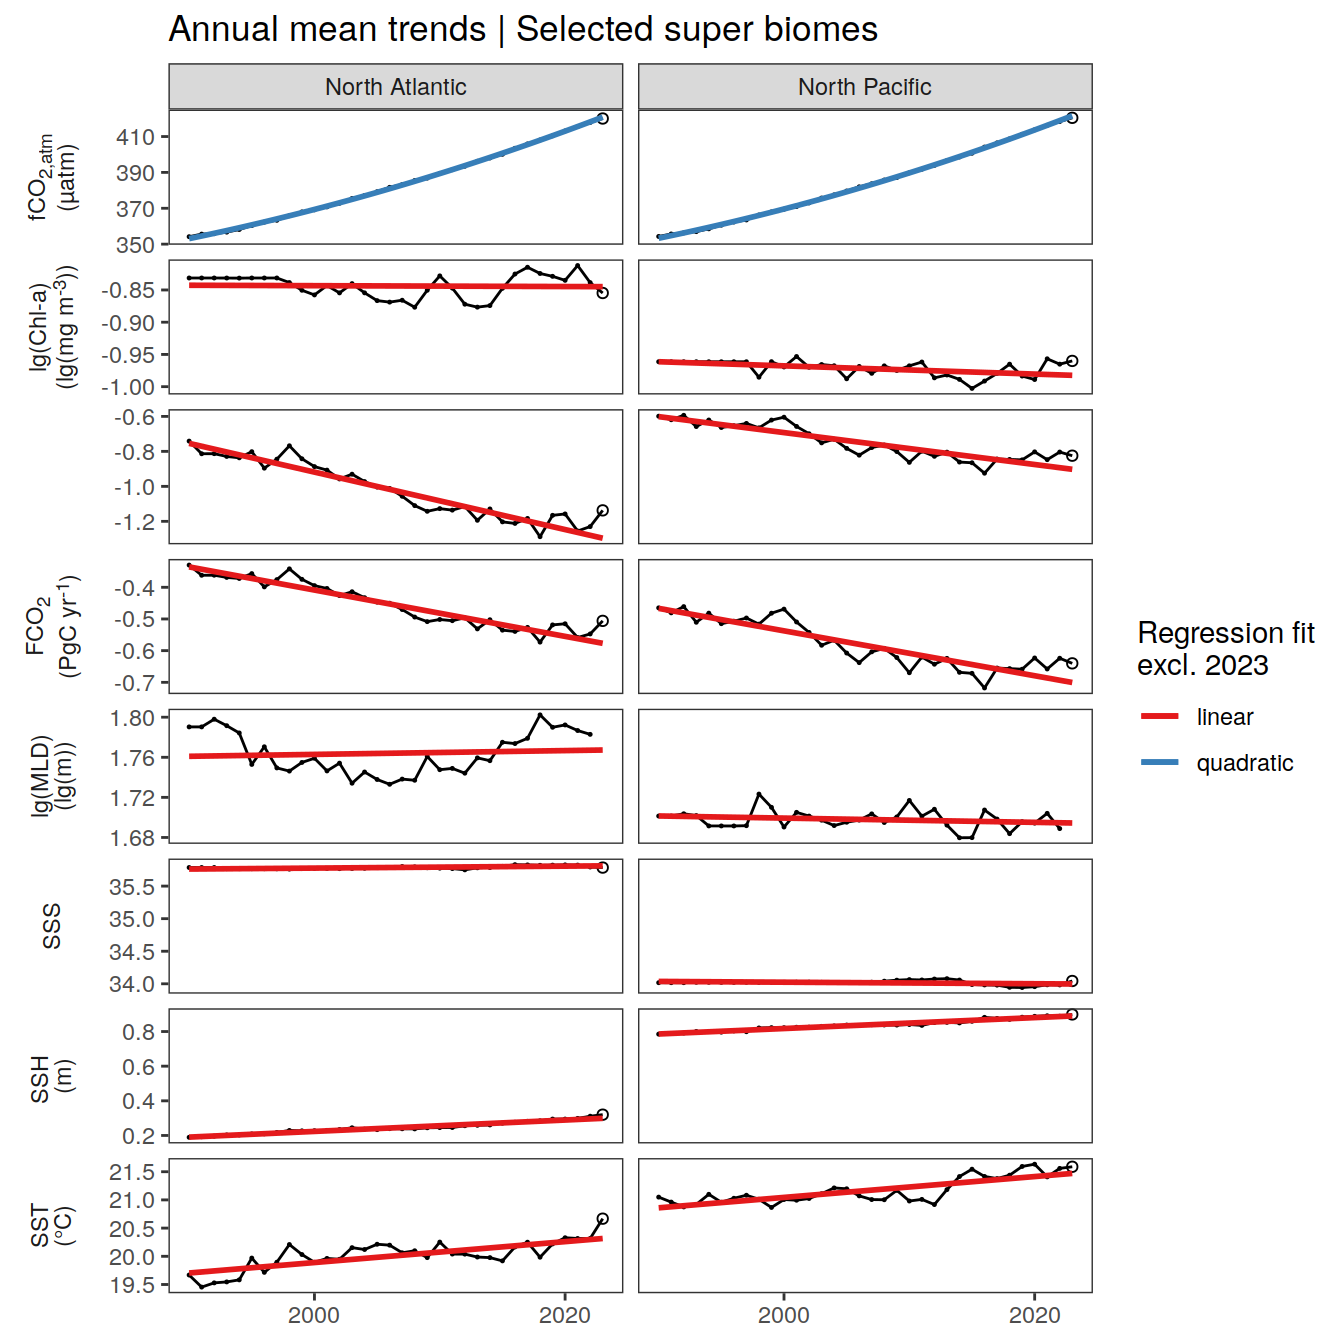 Annual mean trends | Selected super biomes
North Atlantic
North Pacific
fCO2,atm
(µatm)
410
390
370
350
lg(Chl-a)
(lg(mg m-3))
-0.85
-0.90
-0.95
-1.00
-0.6
-0.8
-1.0
-1.2
FCO2
(PgC yr-1)
-0.4
-0.5
-0.6
-0.7
lg(MLD)
(lg(m))
1.80
1.76
1.72
1.68
SSS
35.5
35.0
34.5
34.0
SSH
(m)
0.8
0.6
0.4
0.2
SST
(°C)
21.5
21.0
20.5
20.0
19.5
2000
2020
2000
2020
Regression fit
excl. 2023
linear
quadratic